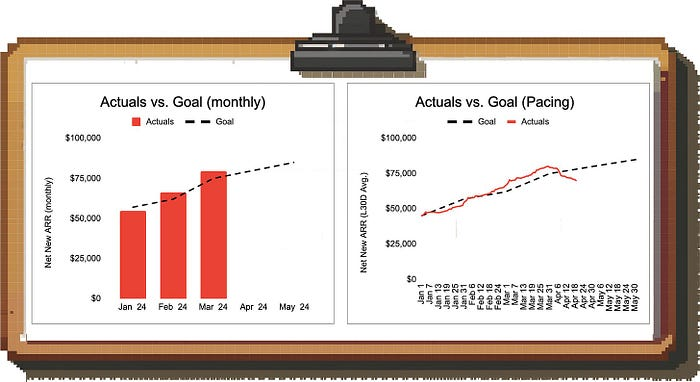 Actuals vs. Goal (monthly)
Actuals Goal
Net New ARR (monthly)
$100,000
$75,000
$50,000
$25,000
$0
Jan 24 Feb 24 Mar 24 Apr 24 May 24
Actuals vs. Goal (Pacing)
Goal Actuals
Net New ARR (L30D Avg.)
$100,000
$75,000
$50,000
$25,000
$0
Jan 1
Jan 7
Jan 13
Jan 19
Jan 25
Jan 31
Feb 6
Feb 12
Feb 18
Feb 24
Mar 1
Mar 7
Mar 13
Mar 19
Mar 25
Mar 31
Apr 6
Apr 12
Apr 18
Apr 24
Apr 30
May 6
May 12
May 18
May 24
May 30